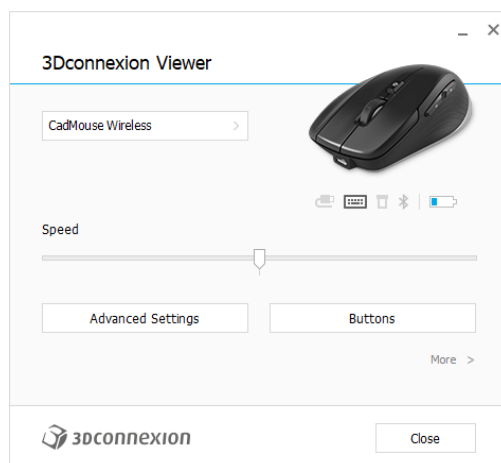 3Dconnexion Viewer
CadMouse Wireless
Speed
Advanced Settings
Buttons
More >
3Dconnexion
Close